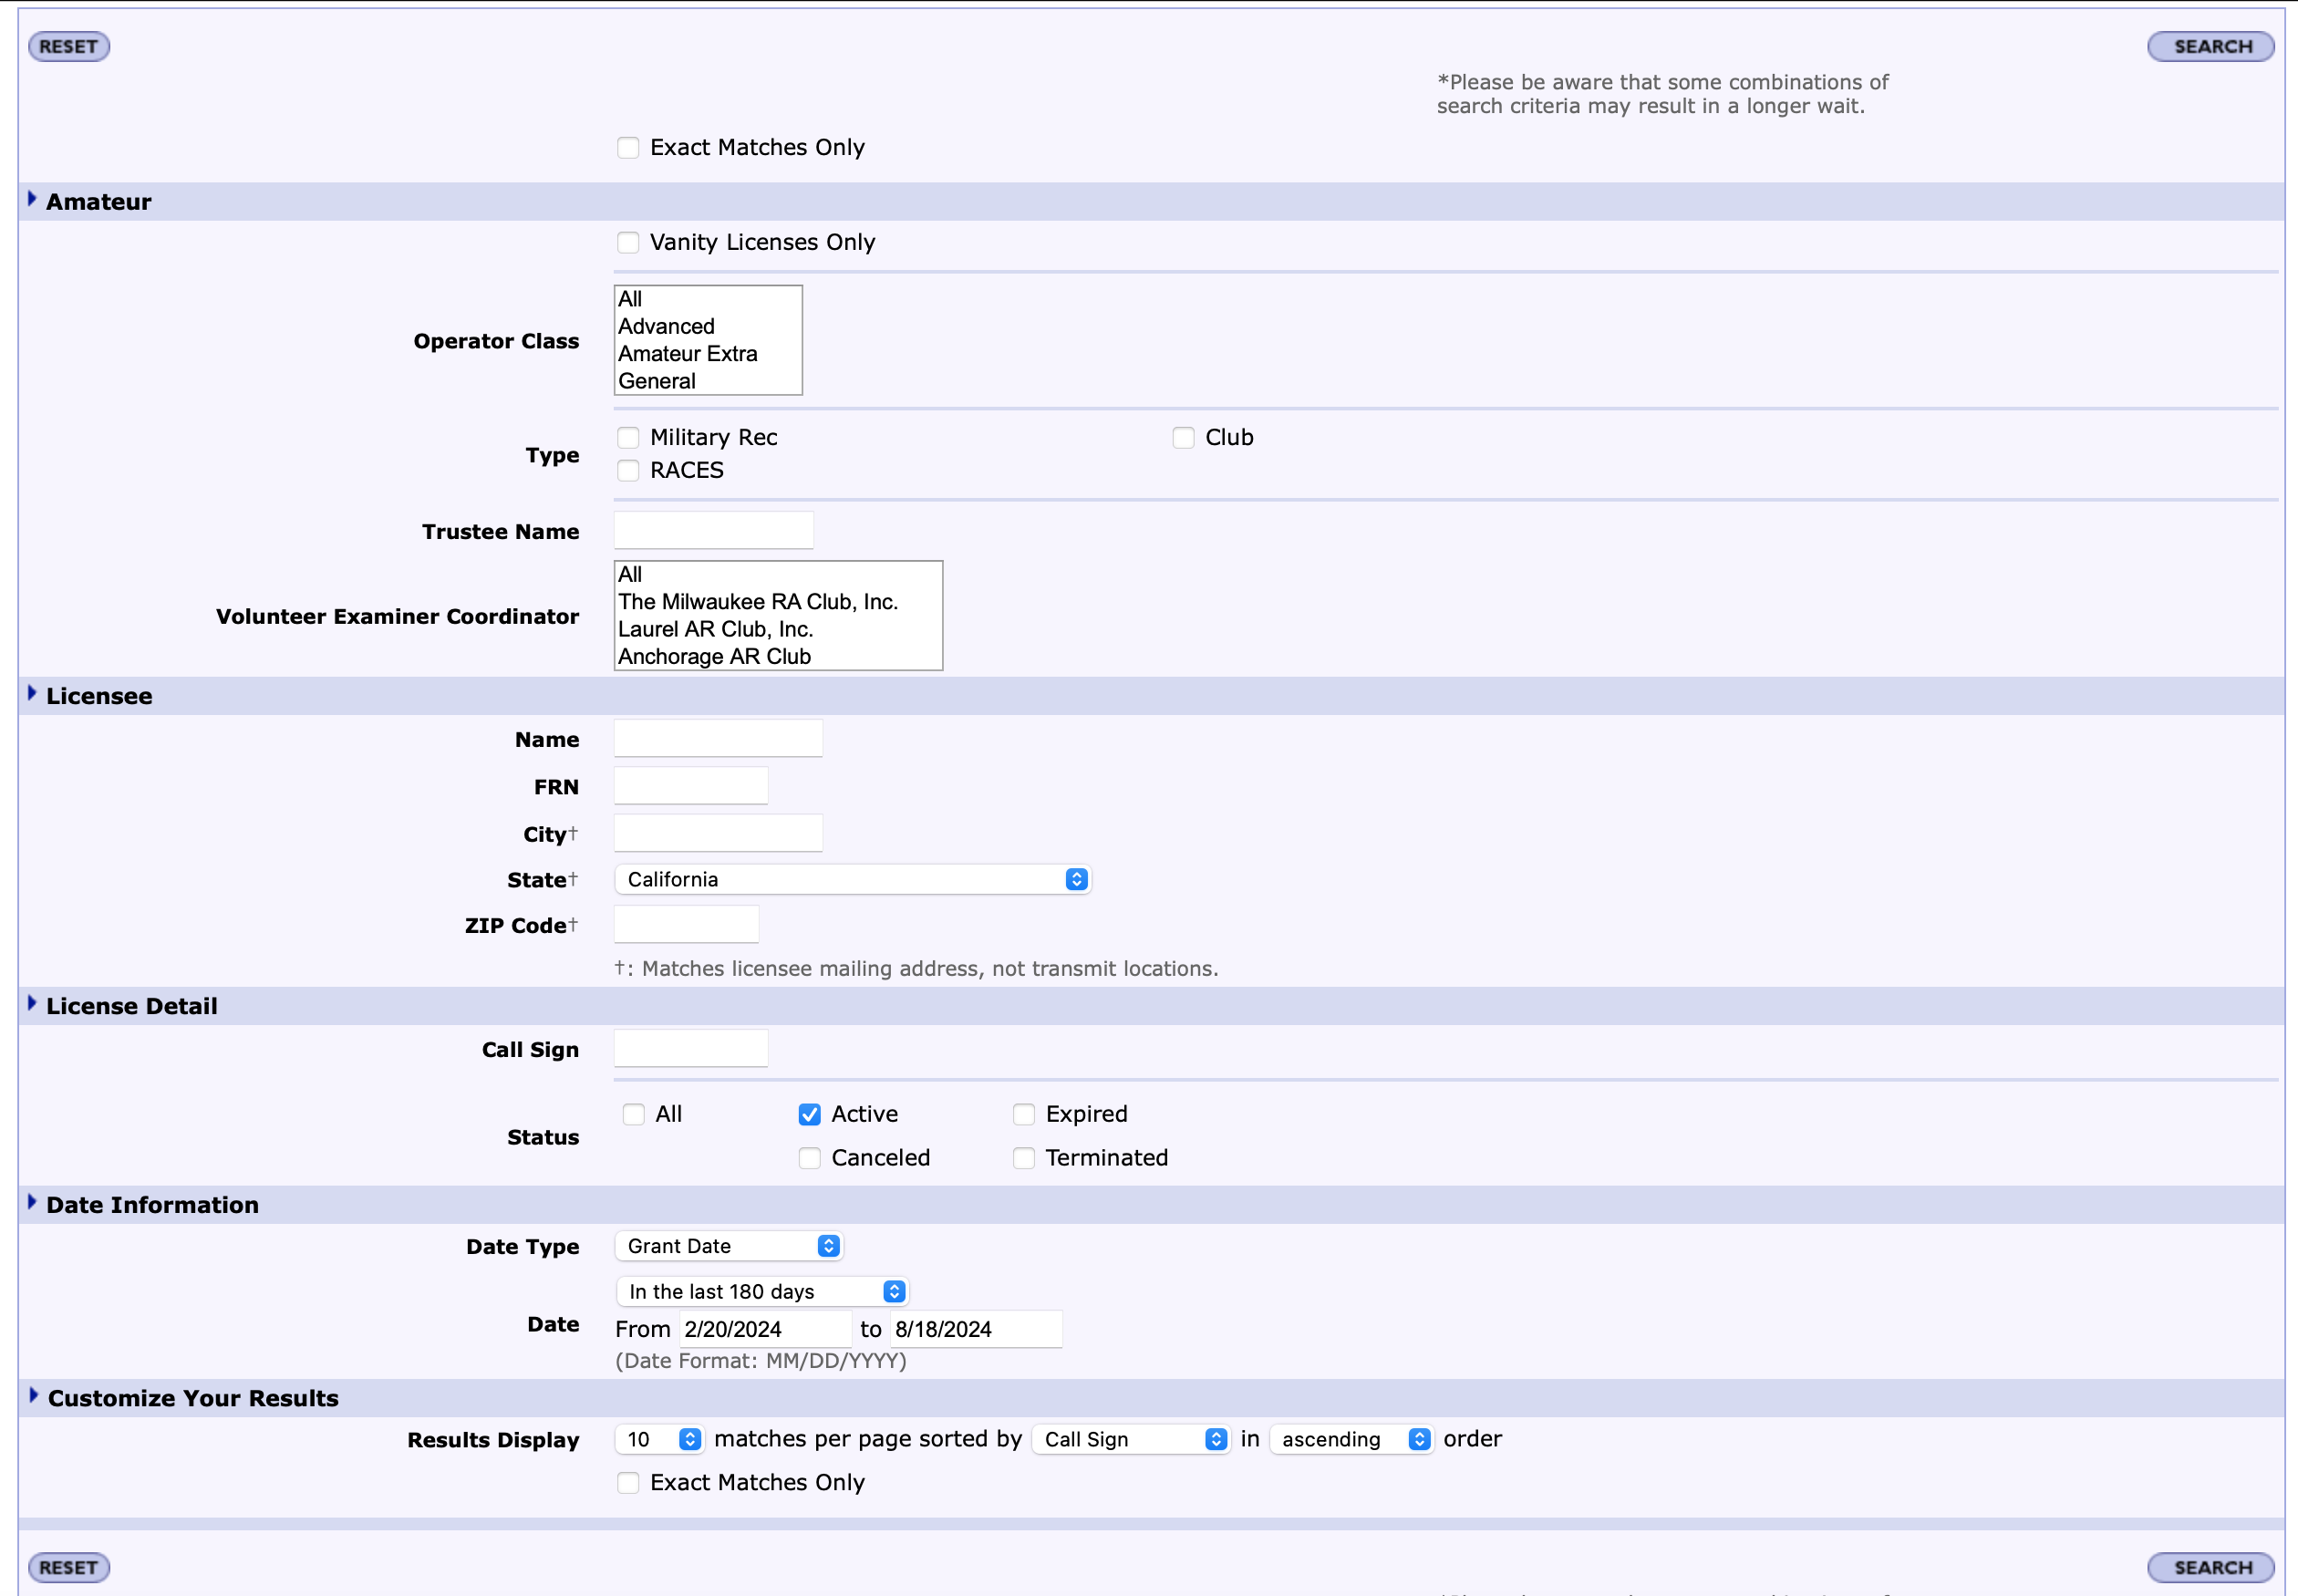 RESET
SEARCH
*Please be aware that some combinations of
search criteria may result in a longer wait.
Exact Matches Only
Amateur
Vanity Licenses Only
Operator Class
All
Advanced
Amateur Extra
General
Type
Military Rec
Club
RACES
Trustee Name
Volunteer Examiner Coordinator
All
The Milwaukee RA Club, Inc.
Laurel AR Club, Inc.
Anchorage AR Club
Licensee
Name
FRN
City†
State† California
ZIP Code†
†: Matches licensee mailing address, not transmit locations.
License Detail
Call Sign
Status
All
Active
Expired
Canceled
Terminated
Date Information
Date Type Grant Date
In the last 180 days
Date
From 2/20/2024 to 8/18/2024
(Date Format: MM/DD/YYYY)
Customize Your Results
Results Display 10 matches per page sorted by Call Sign in ascending order
Exact Matches Only
RESET
SEARCH